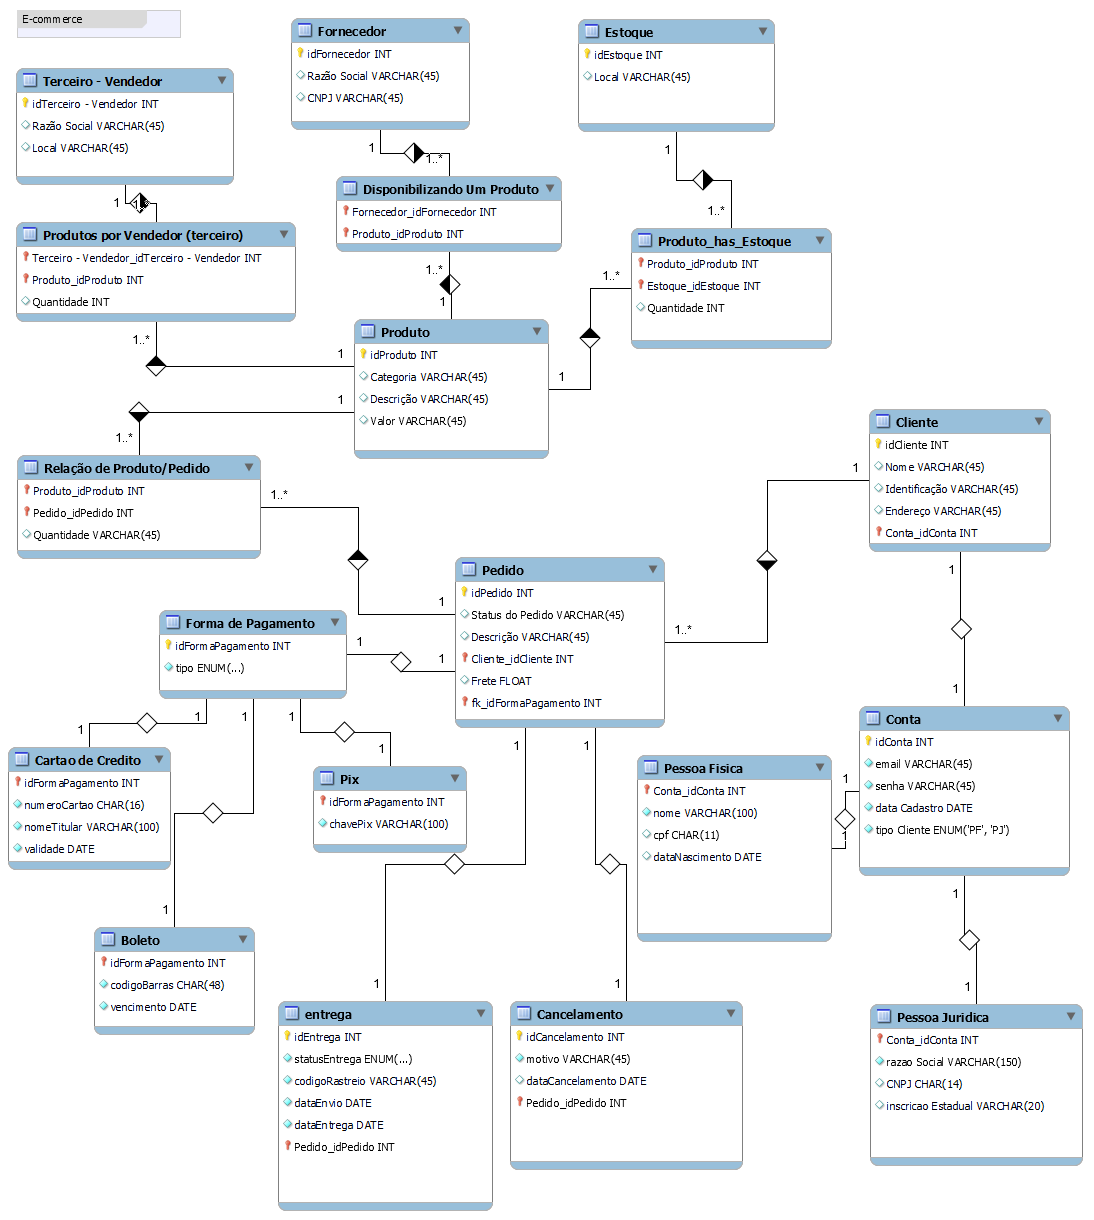 E-commerce
Fornecedor
idFornecedor INT
Razão Social VARCHAR(45)
CNPJ VARCHAR(45)
Estoque
idEstoque INT
Local VARCHAR(45)
Terceiro - Vendedor
idTerceiro - Vendedor INT
Razão Social VARCHAR(45)
Local VARCHAR(45)
1
1..*
1
1..*
1
1..*
Disponibilizando Um Produto
Fornecedor_idFornecedor INT
Produto_idProduto INT
Produtos por Vendedor (terceiro)
Terceiro - Vendedor_idTerceiro - Vendedor INT
Produto_idProduto INT
Quantidade INT
Produto_has_Estoque
Produto_idProduto INT
Estoque_idEstoque INT
Quantidade INT
1..*
1
1..*
1
1..*
1
Produto
idProduto INT
Categoria VARCHAR(45)
Descrição VARCHAR(45)
Valor VARCHAR(45)
1
1..*
Relação de Produto/Pedido
Produto_idProduto INT
Pedido_idPedido INT
Quantidade VARCHAR(45)
1..*
1
Cliente
idCliente INT
Nome VARCHAR(45)
Identificação VARCHAR(45)
Endereço VARCHAR(45)
Conta_idConta INT
1
1..*
Pedido
idPedido INT
Status do Pedido VARCHAR(45)
Descrição VARCHAR(45)
Cliente_idCliente INT
Frete FLOAT
fk_idFormaPagamento INT
Forma de Pagamento
idFormaPagamento INT
tipo ENUM(...)
1
1
1
1
1
1
1
1
1
1
Cartao de Credito
idFormaPagamento INT
numeroCartao CHAR(16)
nomeTitular VARCHAR(100)
validade DATE
Pix
idFormaPagamento INT
chavePix VARCHAR(100)
Boleto
idFormaPagamento INT
codigoBarras CHAR(48)
vencimento DATE
Conta
idConta INT
email VARCHAR(45)
senha VARCHAR(45)
data Cadastro DATE
tipo Cliente ENUM('PF', 'PJ')
Pessoa Fisica
Conta_idConta INT
nome VARCHAR(100)
cpf CHAR(11)
dataNascimento DATE
1
1
1
1
1
1
1
1
entrega
idEntrega INT
statusEntrega ENUM(...)
codigoRastreio VARCHAR(45)
dataEnvio DATE
dataEntrega DATE
Pedido_idPedido INT
Cancelamento
idCancelamento INT
motivo VARCHAR(45)
dataCancelamento DATE
Pedido_idPedido INT
Pessoa Juridica
Conta_idConta INT
razao Social VARCHAR(150)
CNPJ CHAR(14)
inscricao Estadual VARCHAR(20)